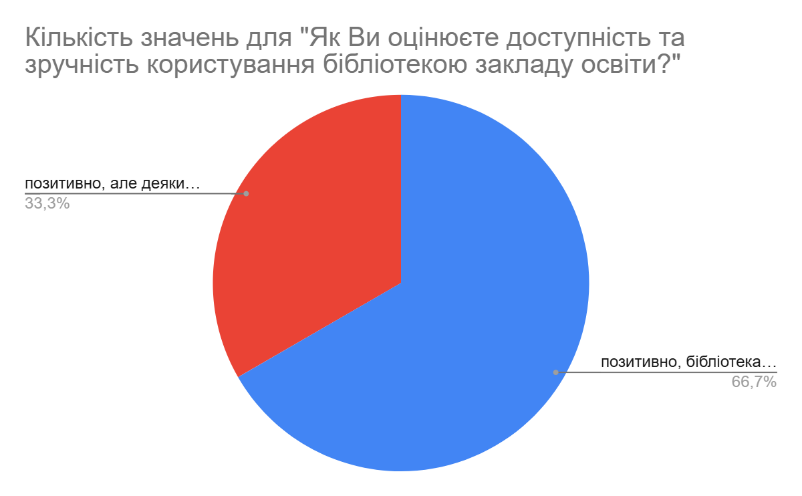 Кількість значень для "Як Ви оцінюєте доступність та
зручність користування бібліотекою закладу освіти?"
позитивно, але деяки…
33,3%
позитивно, бібліотека…
66,7%